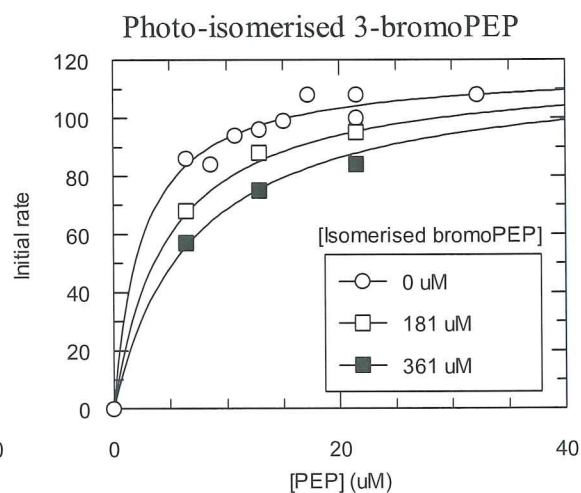 Photo-isomerised 3-bromoPEP
120
100
80
60
40
20
0
Initial rate
[Isomerised bromoPEP]
0 uM
181 uM
361 uM
0
0
20
40
[PEP] (uM)